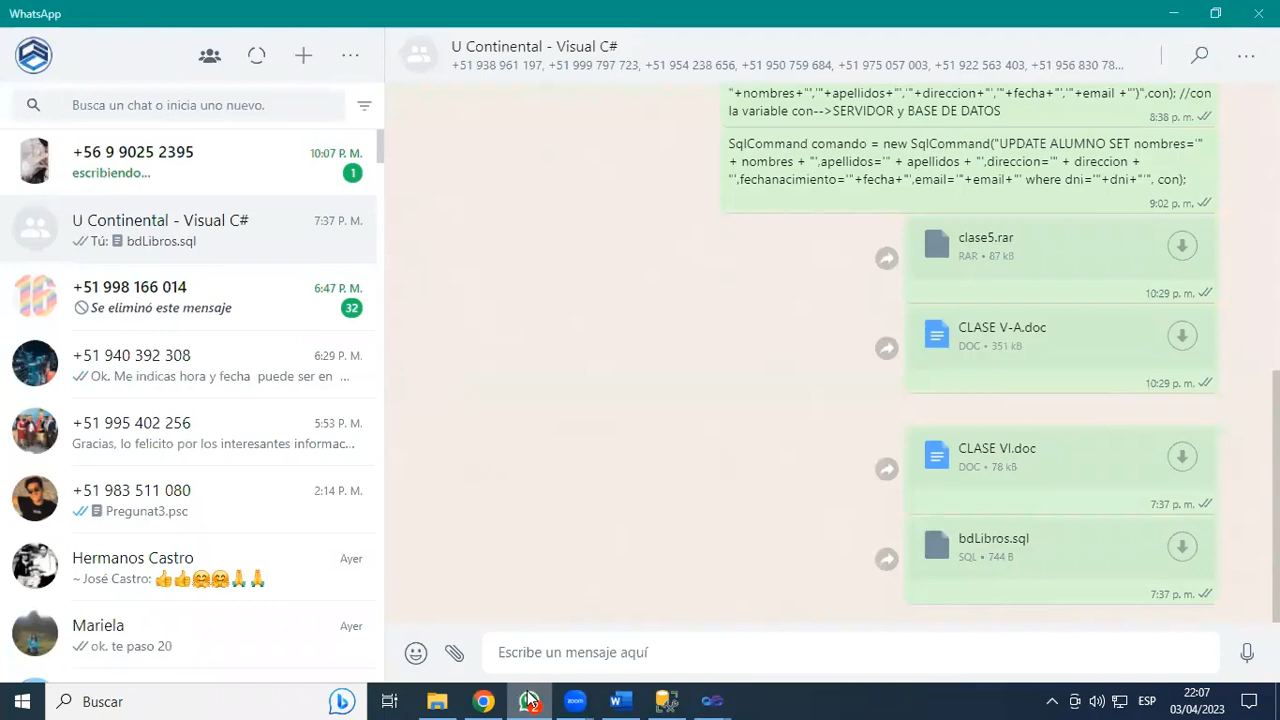 WhatsApp
U Continental - Visual C#
+51 938 961 197, +51 999 797 723, +51 954 238 656, +51 950 759 684, +51 975 057 003, +51 922 563 403, +51 956 830 78...
Busca un chat o inicia uno nuevo.
+56 9 9025 2395
10:07 P. M.
escribiendo...
1
U Continental - Visual C#
7:37 P. M.
Tú: bdLibros.sql
+51 998 166 014
6:47 P. M.
Se eliminó este mensaje
32
+51 940 392 308
6:29 P. M.
Ok. Me indicas hora y fecha puede ser en ...
+51 995 402 256
5:53 P. M.
Gracias, lo felicito por los interesantes informac...
+51 983 511 080
2:14 P. M.
Pregunat3.psc
Hermanos Castro
Ayer
~ José Castro: 👍👍🤗🤗🙏🙏
Mariela
Ayer
ok. te paso 20
"+nombres+"','"+apellidos+"','"+direccion+"','"+fecha+"','"+email +"')",con); //con
la variable con-->SERVIDOR y BASE DE DATOS
8:38 p. m.
SqlCommand comando = new SqlCommand("UPDATE ALUMNO SET nombres='"
+ nombres + "',apellidos='" + apellidos + "',direccion='" + direccion +
"',fechanacimiento='"+fecha+"',email='"+email+"' where dni='"+dni+"'", con);
9:02 p. m.
clase5.rar
RAR • 87 kB
10:29 p. m.
CLASE V-A.doc
DOC • 351 kB
10:29 p. m.
CLASE VI.doc
DOC • 78 kB
7:37 p. m.
bdLibros.sql
SQL • 744 B
7:37 p. m.
Escribe un mensaje aquí
Buscar
zoom
2
ESP
22:07
03/04/2023